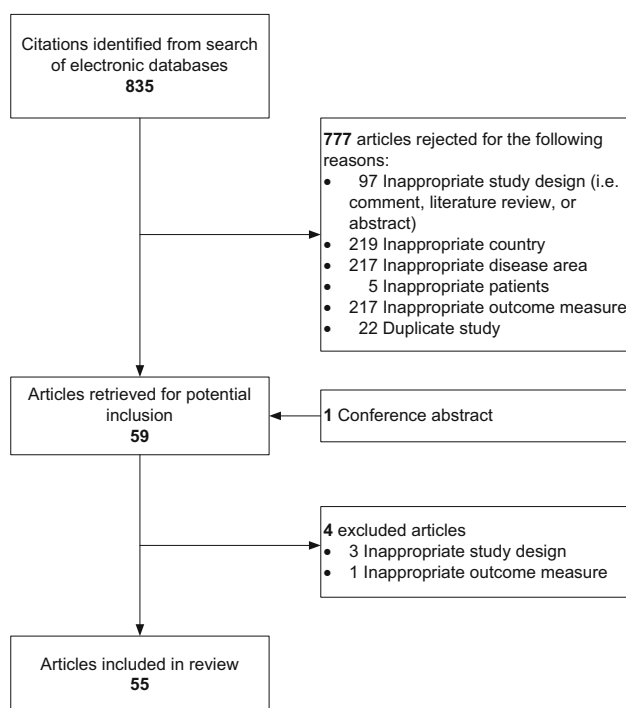 Citations identified from search
of electronic databases
835
777 articles rejected for the following
reasons:
• 97 Inappropriate study design (i.e.
comment, literature review, or
abstract)
• 219 Inappropriate country
• 217 Inappropriate disease area
• 5 Inappropriate patients
• 217 Inappropriate outcome measure
• 22 Duplicate study
Articles retrieved for potential
inclusion
59
1 Conference abstract
4 excluded articles
• 3 Inappropriate study design
• 1 Inappropriate outcome measure
Articles included in review
55